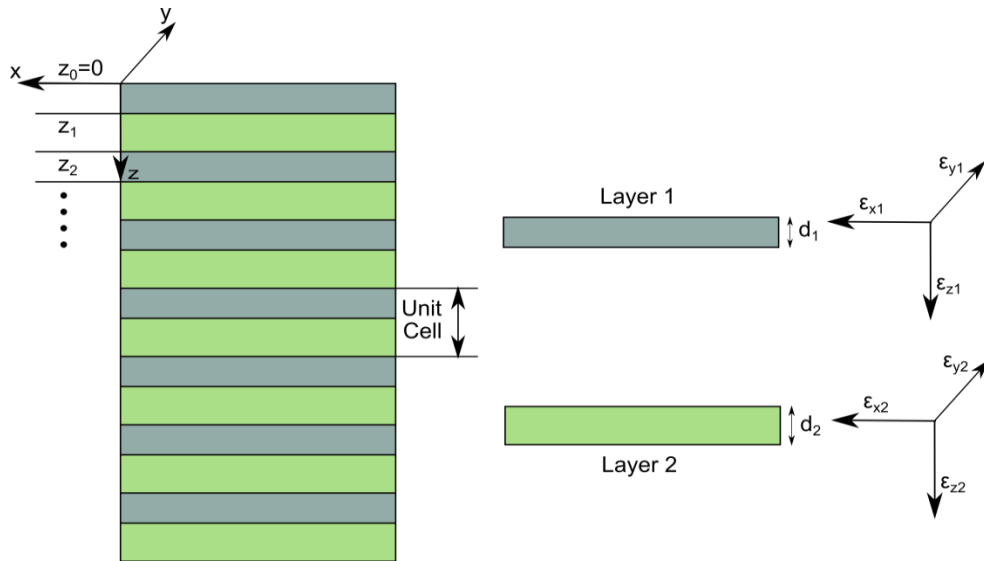 y
x
z₀=0
z₁
z₂
z
Unit
Cell
Layer 1
d₁
εₓ₁
εy₁
εz₁
Layer 2
d₂
εₓ₂
εy₂
εz₂